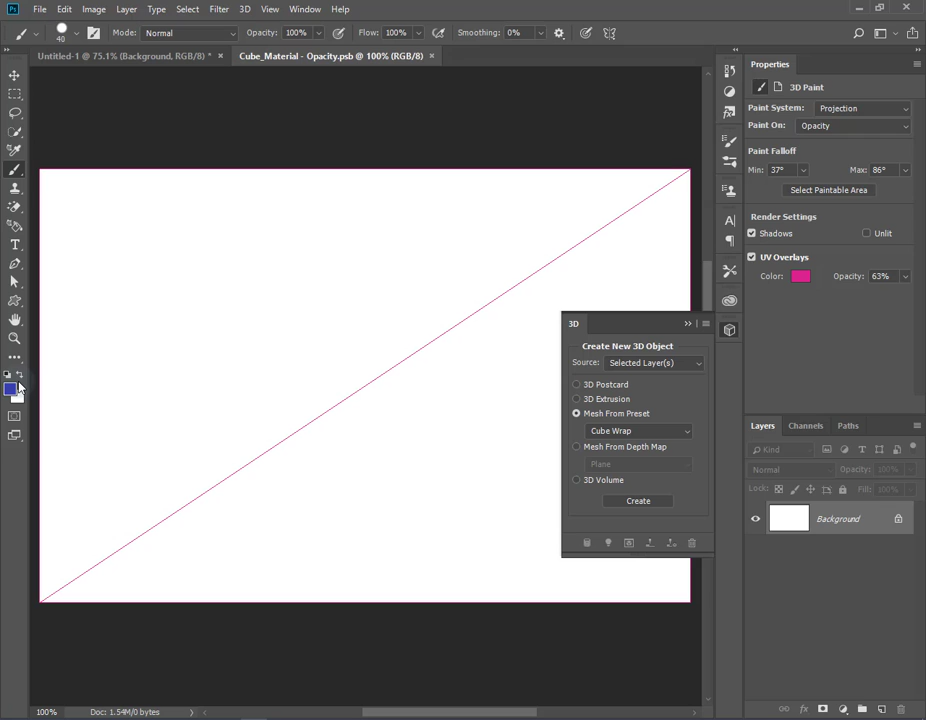 Ps File Edit Image Layer Type Select Filter 3D View Window Help
40 Mode: Normal Opacity: 100% Flow: 100% Smoothing: 0%
Untitled-1 @ 75.1% (Background, RGB/8) * × Cube_Material - Opacity.psb @ 100% (RGB/8) ×
Properties
3D Paint
Paint System: Projection
Paint On: Opacity
Paint Falloff
Min: 37° Max: 86°
Select Paintable Area
Render Settings
Shadows Unlit
UV Overlays
Color: Opacity: 63%
3D
Create New 3D Object
Source: Selected Layer(s)
3D Postcard
3D Extrusion
Mesh From Preset
Cube Wrap
Mesh From Depth Map
Plane
3D Volume
Create
Layers Channels Paths
Kind
Normal Opacity: 100%
Lock: Fill: 100%
Background
100% Doc: 1.54M/0 bytes